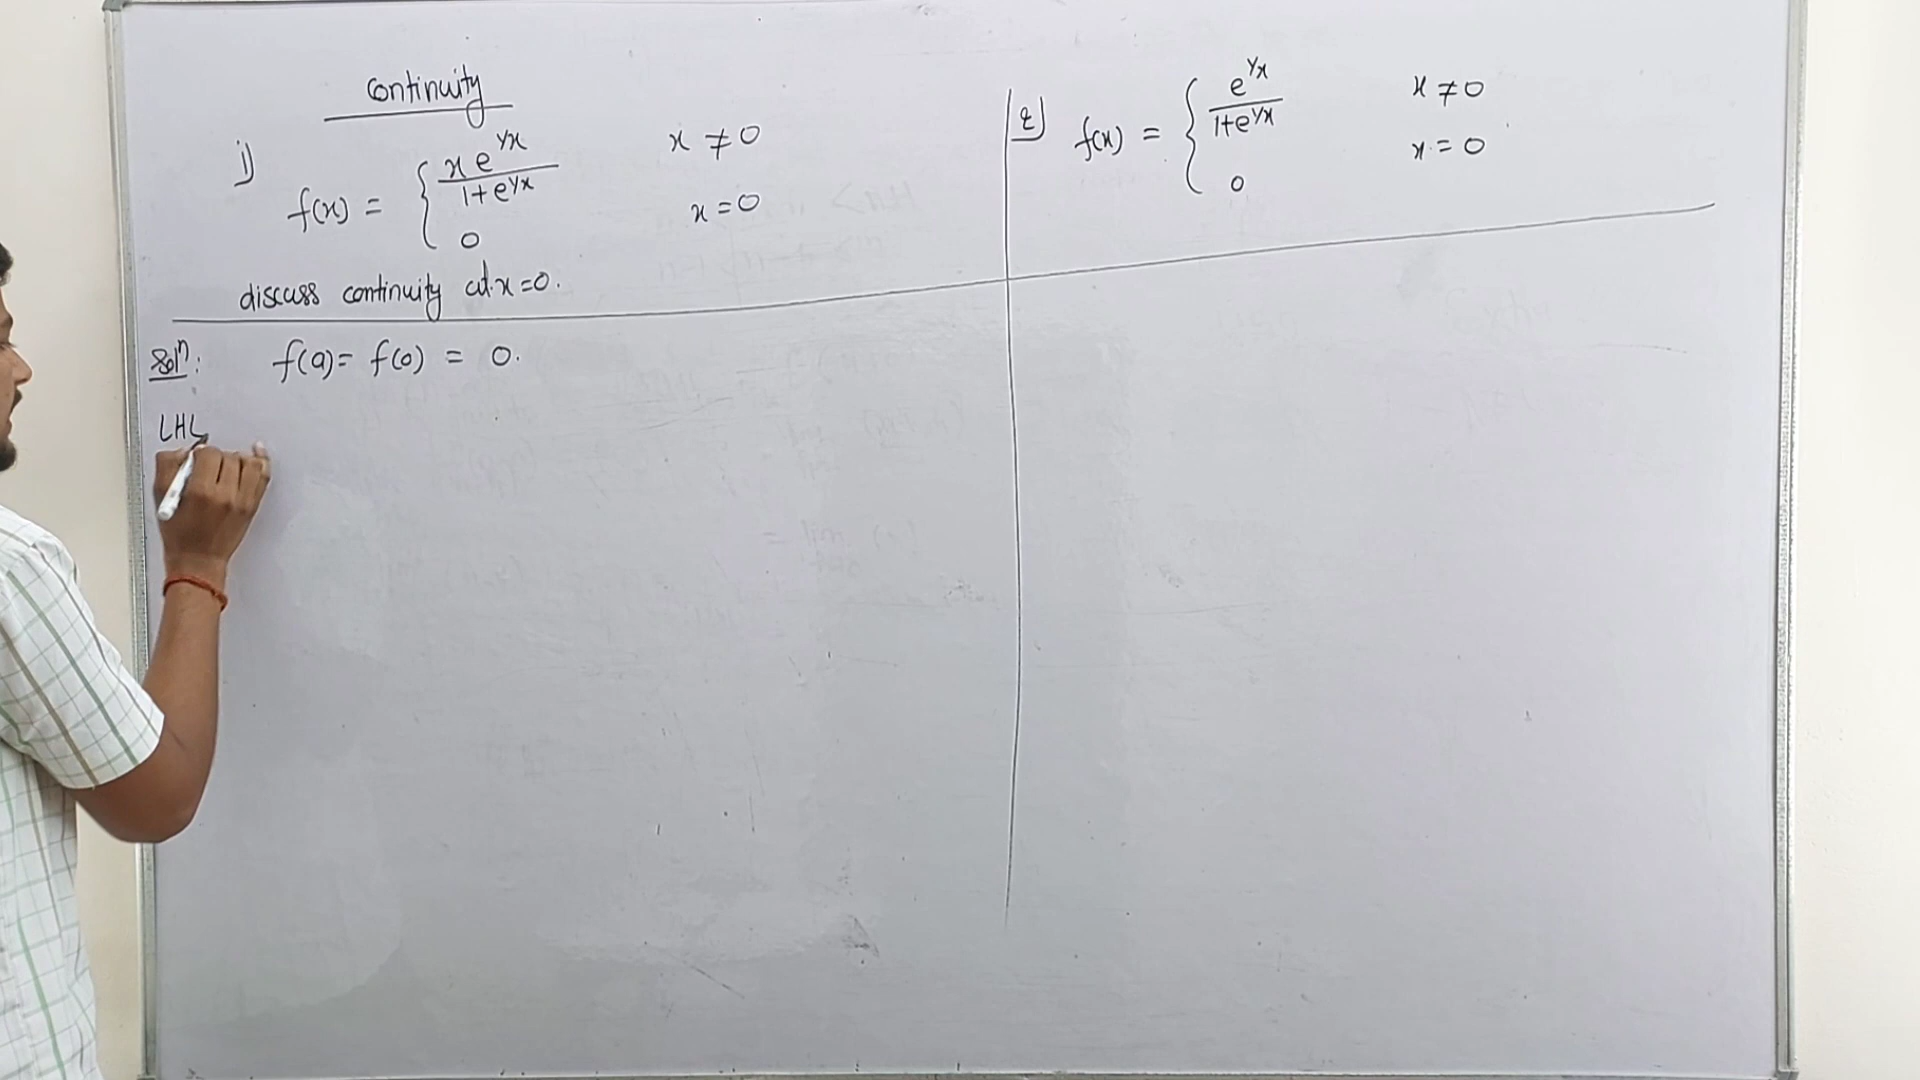 Continuity
1) f(x) = { x e^1/x / 1+e^1/x   x ≠ 0
0   x = 0
discuss continuity at x=0.
Solⁿ: f(a) = f(0) = 0.
LHL
2) f(x) = { e^1/x / 1+e^1/x   x ≠ 0
0   x = 0